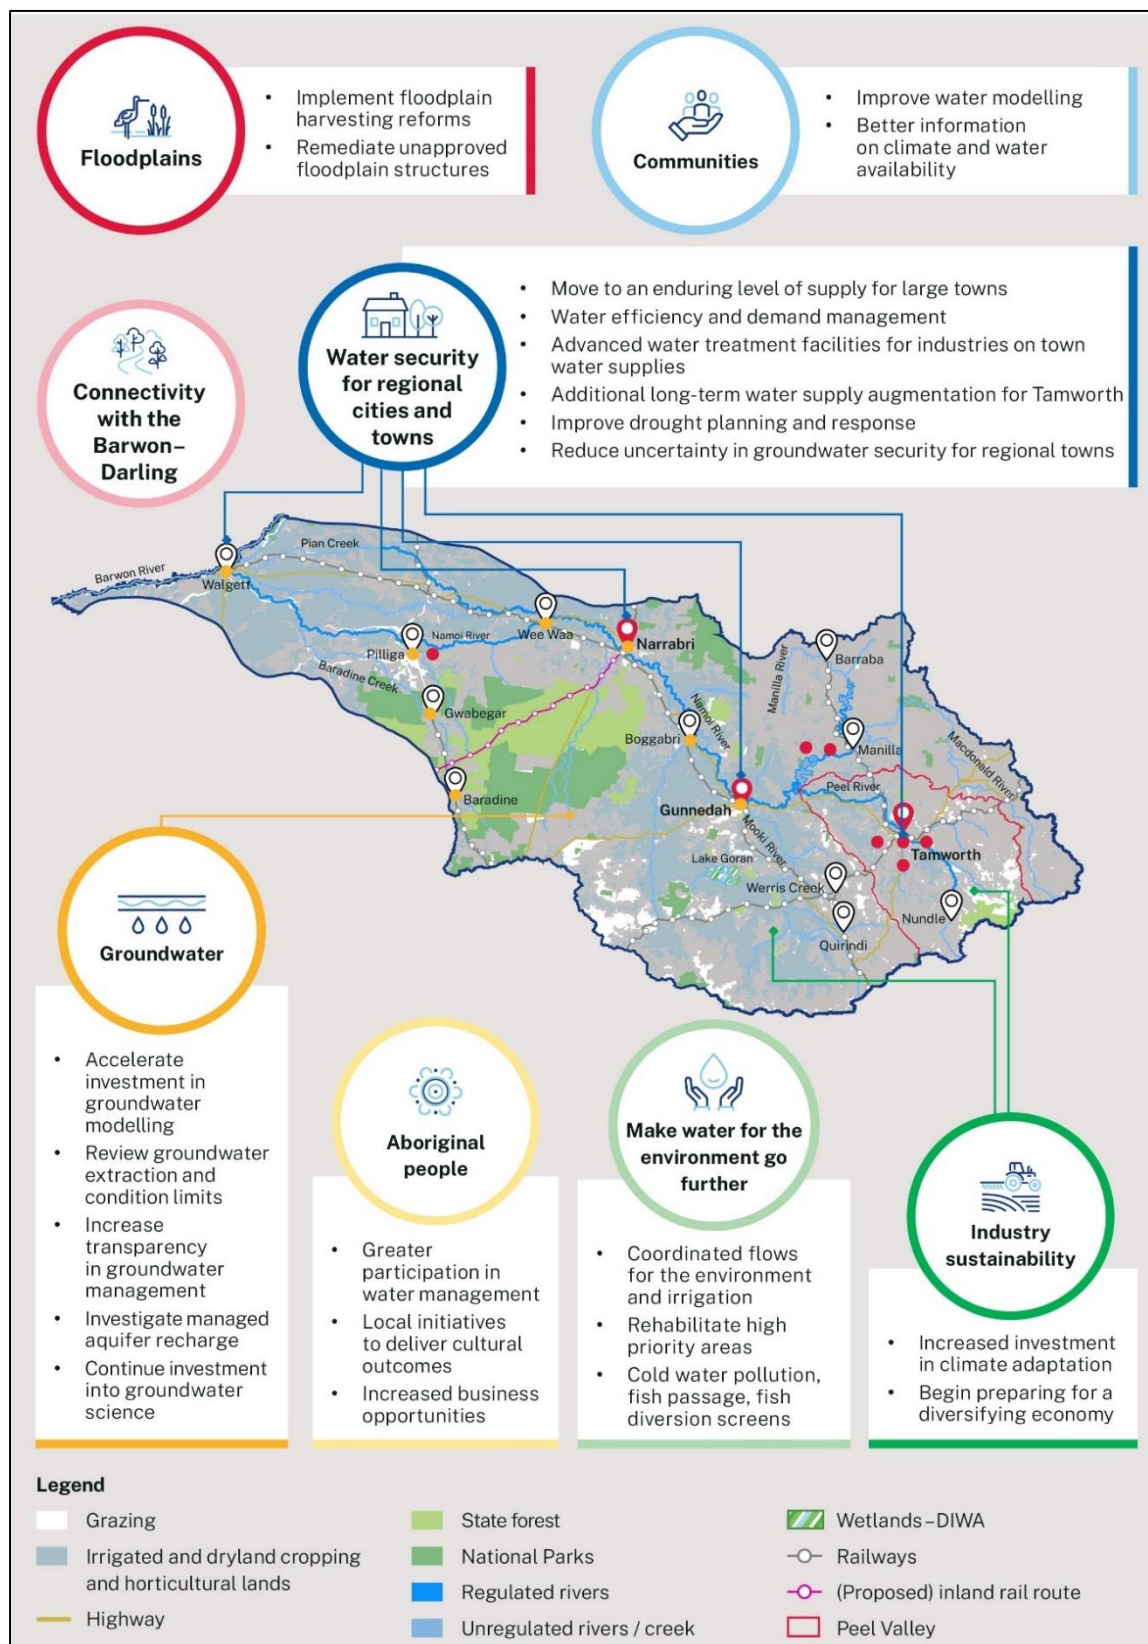 Floodplains
• Implement floodplain
harvesting reforms
• Remediate unapproved
floodplain structures
Communities
• Improve water modelling
• Better information
on climate and water
availability
Connectivity
with the
Barwon–
Darling
Water security
for regional
cities and
towns
• Move to an enduring level of supply for large towns
• Water efficiency and demand management
• Advanced water treatment facilities for industries on town
water supplies
• Additional long-term water supply augmentation for Tamworth
• Improve drought planning and response
• Reduce uncertainty in groundwater security for regional towns
Barwon River
Walgett
Pian Creek
Wee Waa
Namoi River
Pilliga
Narrabri
Baradine Creek
Gwabegar
Baradine
Boggabri
Namoi River
Manilla River
Barraba
Manilla
Macdonald River
Peel River
Gunnedah
Mooki River
Tamworth
Lake Goran
Werris Creek
Quirindi
Nundle
Groundwater
• Accelerate
investment in
groundwater
modelling
• Review groundwater
extraction and
condition limits
• Increase
transparency
in groundwater
management
• Investigate managed
aquifer recharge
• Continue investment
into groundwater
science
Aboriginal
people
• Greater
participation in
water management
• Local initiatives
to deliver cultural
outcomes
• Increased business
opportunities
Make water for the
environment go
further
• Coordinated flows
for the environment
and irrigation
• Rehabilitate high
priority areas
• Cold water pollution,
fish passage, fish
diversion screens
Industry
sustainability
• Increased investment
in climate adaptation
• Begin preparing for a
diversifying economy
Legend
Grazing
Irrigated and dryland cropping
and horticultural lands
Highway
State forest
National Parks
Regulated rivers
Unregulated rivers / creek
Wetlands – DIWA
Railways
(Proposed) inland rail route
Peel Valley